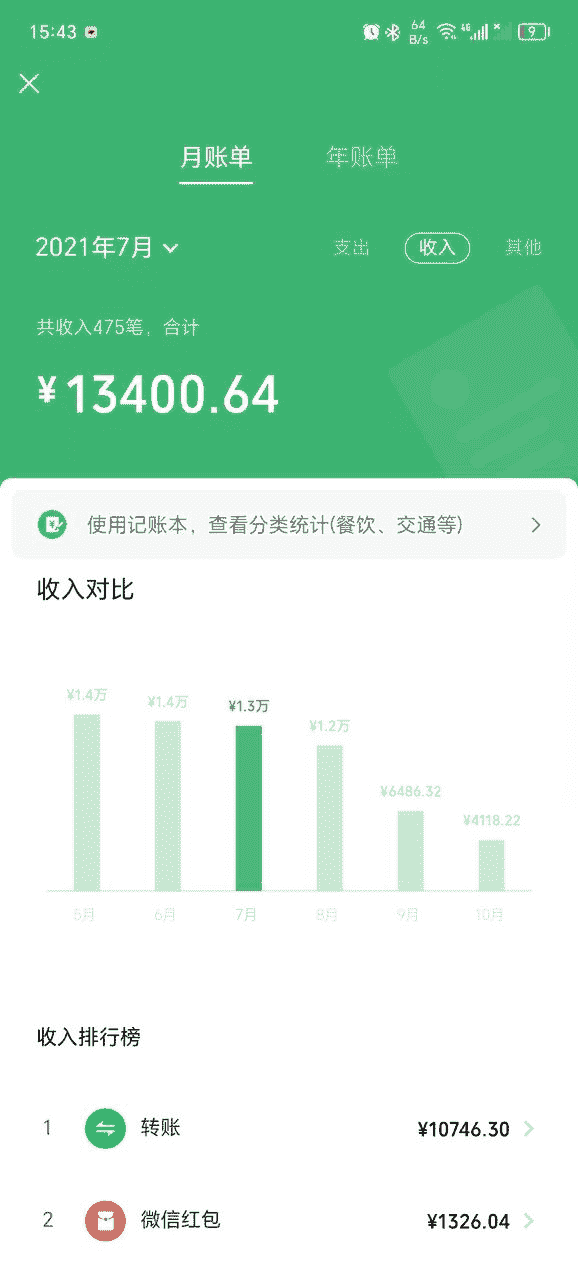 15:43 64 B/s 4G 9
月账单 年账单
2021年7月 支出 收入 其他
共收入475笔，合计
¥13400.64
使用记账本，查看分类统计(餐饮、交通等)
收入对比
¥1.4万 ¥1.4万 ¥1.3万 ¥1.2万 ¥6486.32 ¥4118.22
5月 6月 7月 8月 9月 10月
收入排行榜
1 转账 ¥10746.30
2 微信红包 ¥1326.04